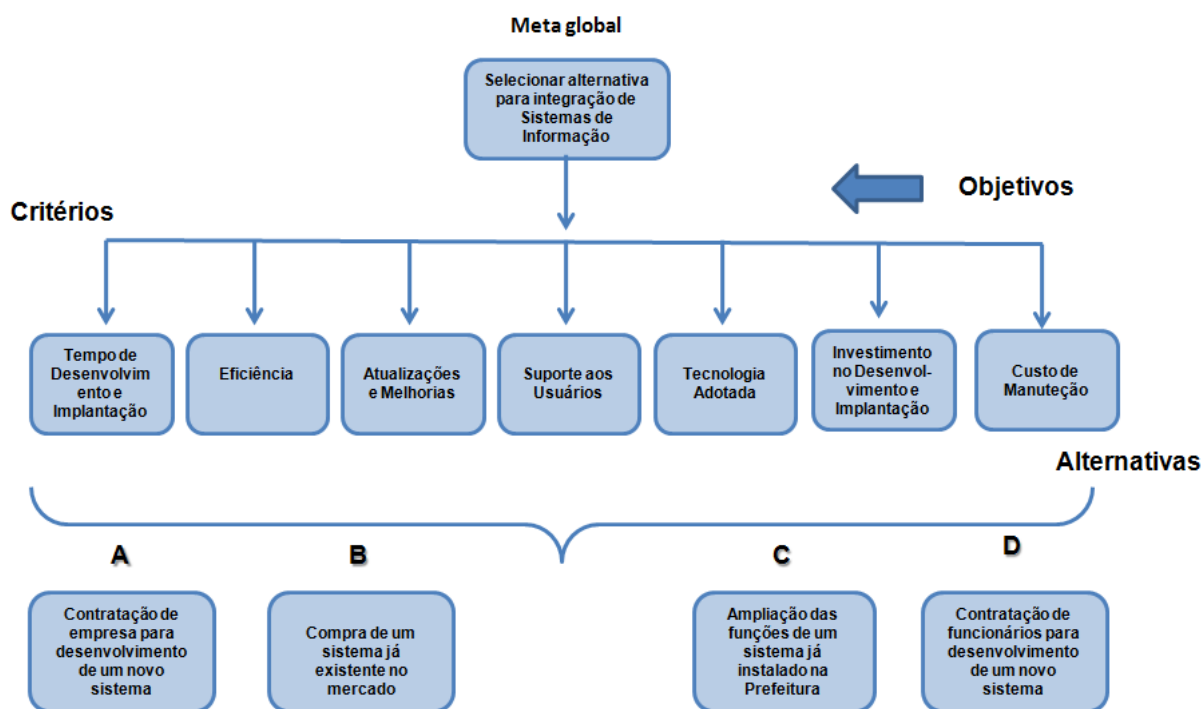 Meta global
Selecionar alternativa
para integração de
Sistemas de
Informação
Objetivos
Critérios
Tempo de
Desenvolvim
ento e
Implantação
Eficiência
Atualizações
e Melhorias
Suporte aos
Usuários
Tecnologia
Adotada
Investimento
no Desenvol-
vimento e
Implantação
Custo de
Manuteção
Alternativas
A
B
C
D
Contratação de
empresa para
desenvolvimento
de um novo
sistema
Compra de um
sistema já
existente no
mercado
Ampliação das
funções de um
sistema já
instalado na
Prefeitura
Contratação de
funcionários para
desenvolvimento
de um novo
sistema